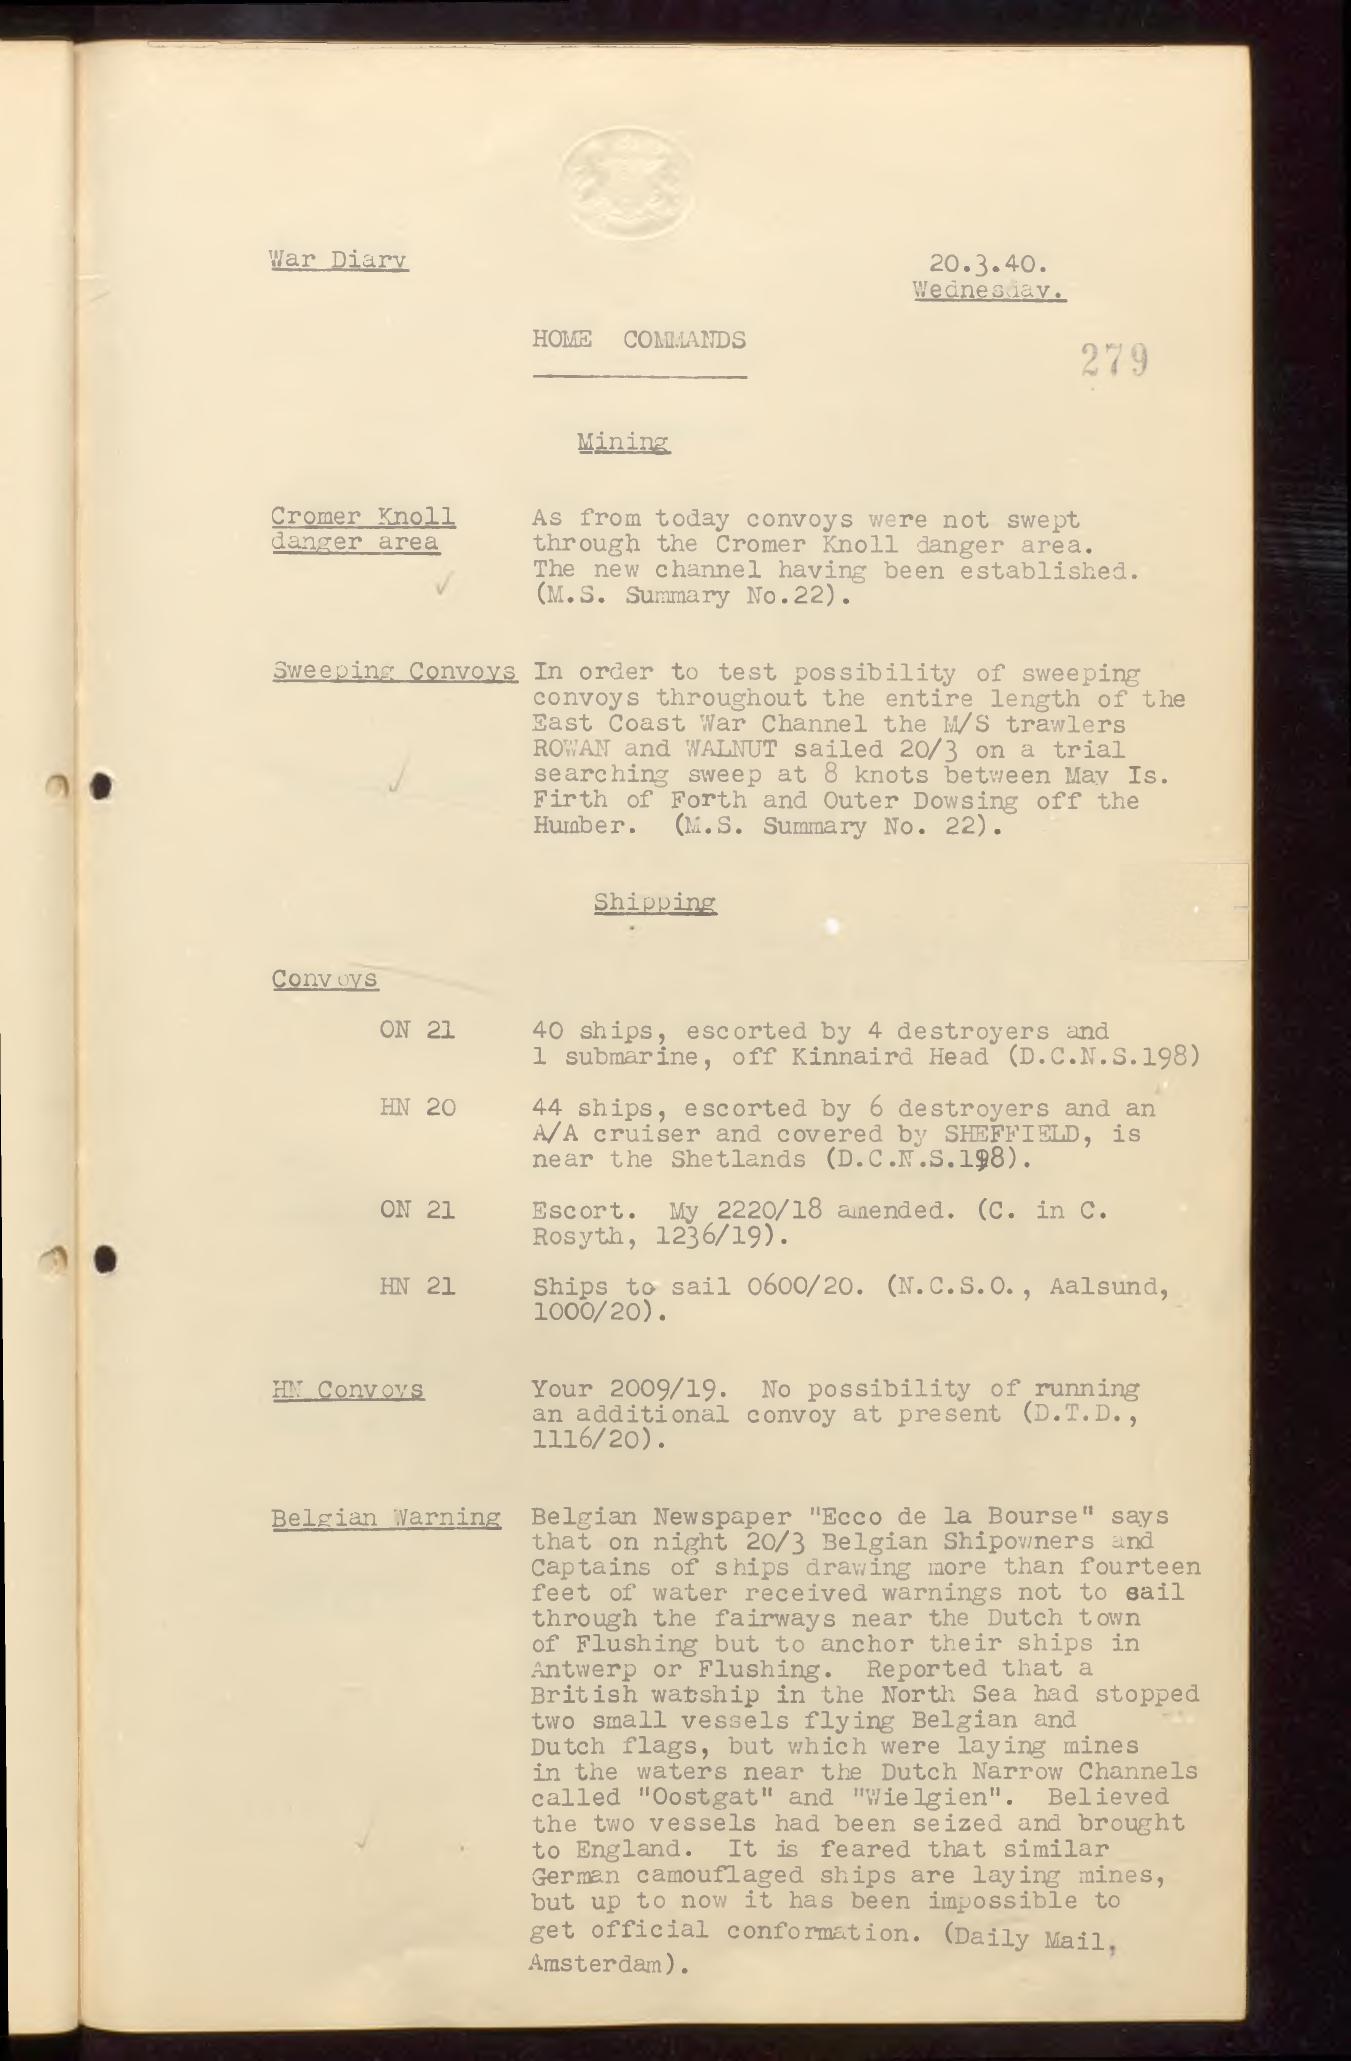 War Diary
20.3.40.
Wednesday.
HOME COMMANDS
279
Mining
Cromer Knoll
danger area
As from today convoys were not swept
through the Cromer Knoll danger area.
The new channel having been established.
(M.S. Summary No.22).
Sweeping Convoys
In order to test possibility of sweeping
convoys throughout the entire length of the
East Coast War Channel the M/S trawlers
ROWAN and WALNUT sailed 20/3 on a trial
searching sweep at 8 knots between May Is.
Firth of Forth and Outer Dowsing off the
Humber. (M.S. Summary No. 22).
Shipping
Convoys
ON 21
40 ships, escorted by 4 destroyers and
1 submarine, off Kinnaird Head (D.C.N.S.198)
HN 20
44 ships, escorted by 6 destroyers and an
A/A cruiser and covered by SHEFFIELD, is
near the Shetlands (D.C.N.S.198).
ON 21
Escort. My 2220/18 amended. (C. in C.
Rosyth, 1236/19).
HN 21
Ships to sail 0600/20. (N.C.S.O., Aalsund,
1000/20).
HN Convoys
Your 2009/19. No possibility of running
an additional convoy at present (D.T.D.,
1116/20).
Belgian Warning
Belgian Newspaper "Ecco de la Bourse" says
that on night 20/3 Belgian Shipowners and
Captains of ships drawing more than fourteen
feet of water received warnings not to sail
through the fairways near the Dutch town
of Flushing but to anchor their ships in
Antwerp or Flushing. Reported that a
British warship in the North Sea had stopped
two small vessels flying Belgian and
Dutch flags, but which were laying mines
in the waters near the Dutch Narrow Channels
called "Oostgat" and "Wielgien". Believed
the two vessels had been seized and brought
to England. It is feared that similar
German camouflaged ships are laying mines,
but up to now it has been impossible to
get official conformation. (Daily Mail,
Amsterdam).